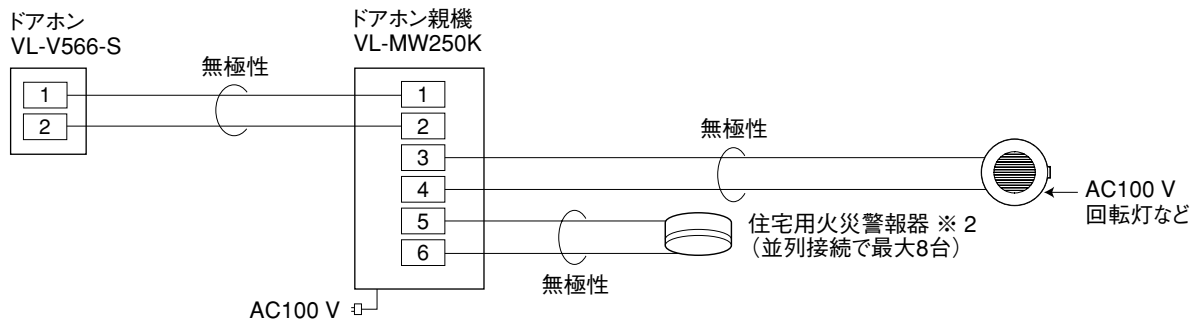 ドアホン
VL-V566-S
1
2
無極性
ドアホン親機
VL-MW250K
1
2
3
4
5
6
無極性
AC100 V
回転灯など
住宅用火災警報器 ※ 2
（並列接続で最大8台）
無極性
AC100 V